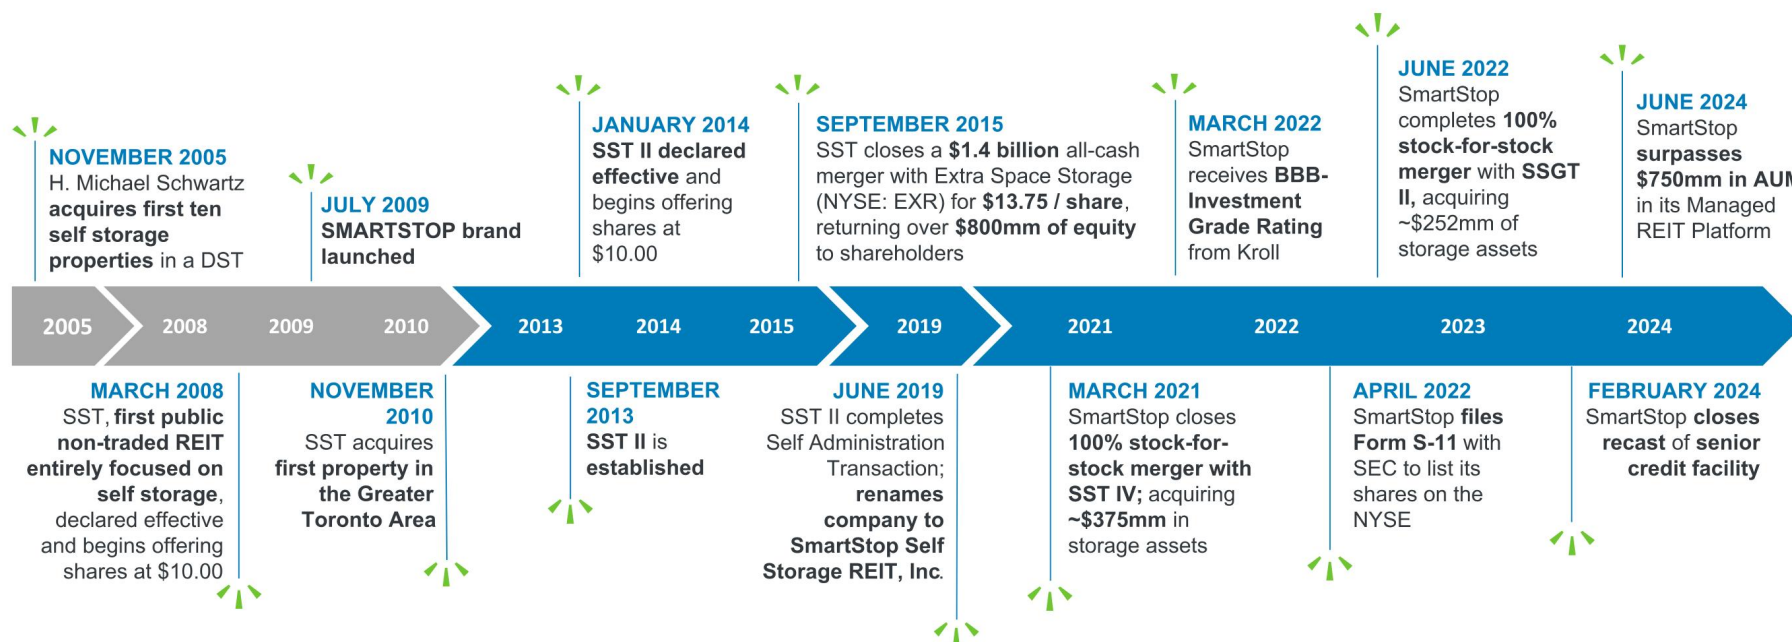 NOVEMBER 2005
H. Michael Schwartz
acquires first ten
self storage
properties in a DST
JULY 2009
SMARTSTOP brand
launched
JANUARY 2014
SST II declared
effective and
begins offering
shares at
$10.00
SEPTEMBER 2015
SST closes a $1.4 billion all-cash
merger with Extra Space Storage
(NYSE: EXR) for $13.75 / share,
returning over $800mm of equity
to shareholders
MARCH 2022
SmartStop
receives BBB-
Investment
Grade Rating
from Kroll
JUNE 2022
SmartStop
completes 100%
stock-for-stock
merger with SSGT
II, acquiring
~$252mm of
storage assets
JUNE 2024
SmartStop
surpasses
$750mm in AUM
in its Managed
REIT Platform
2005 2008 2009 2010 2013 2014 2015 2019 2021 2022 2023 2024
MARCH 2008
SST, first public
non-traded REIT
entirely focused on
self storage,
declared effective
and begins offering
shares at $10.00
NOVEMBER
2010
SST acquires
first property in
the Greater
Toronto Area
SEPTEMBER
2013
SST II is
established
JUNE 2019
SST II completes
Self Administration
Transaction;
renames
company to
SmartStop Self
Storage REIT, Inc.
MARCH 2021
SmartStop closes
100% stock-for-
stock merger with
SST IV; acquiring
~$375mm in
storage assets
APRIL 2022
SmartStop files
Form S-11 with
SEC to list its
shares on the
NYSE
FEBRUARY 2024
SmartStop closes
recast of senior
credit facility